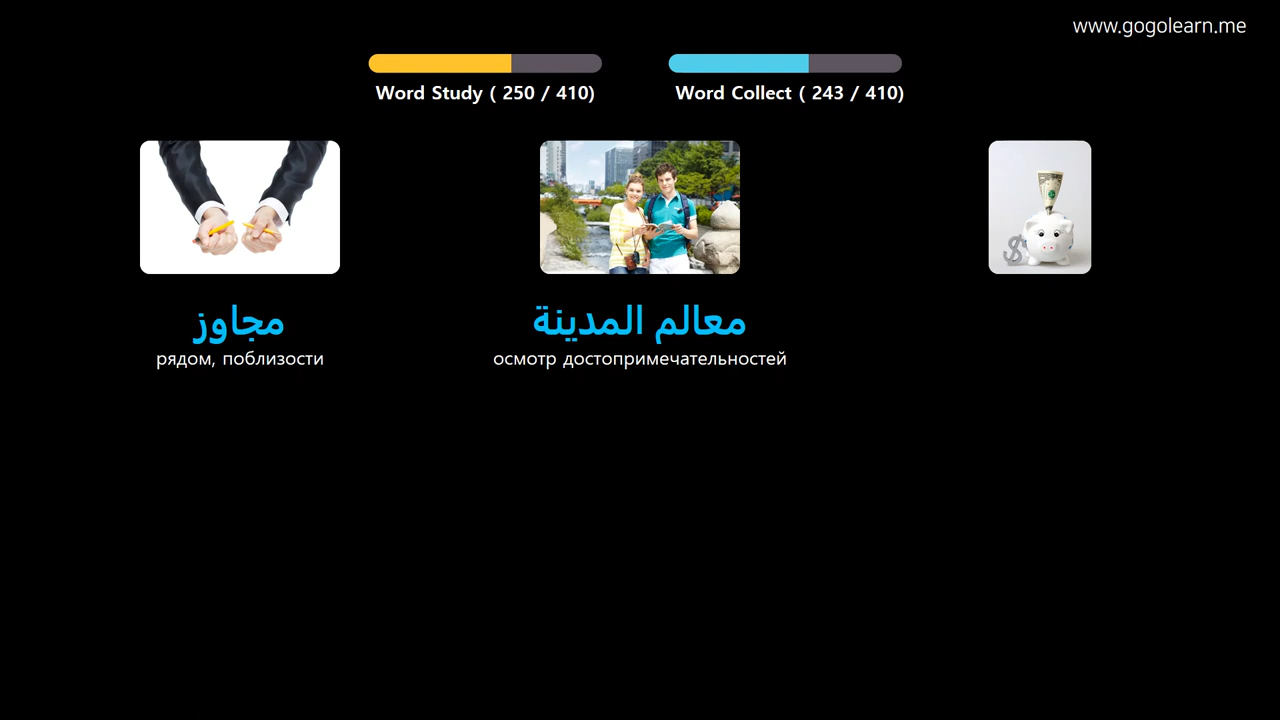 www.gogolearn.me
Word Study ( 250 / 410)
Word Collect ( 243 / 410)
مجاوز
рядом, поблизости
معالم المدينة
осмотр достопримечательностей